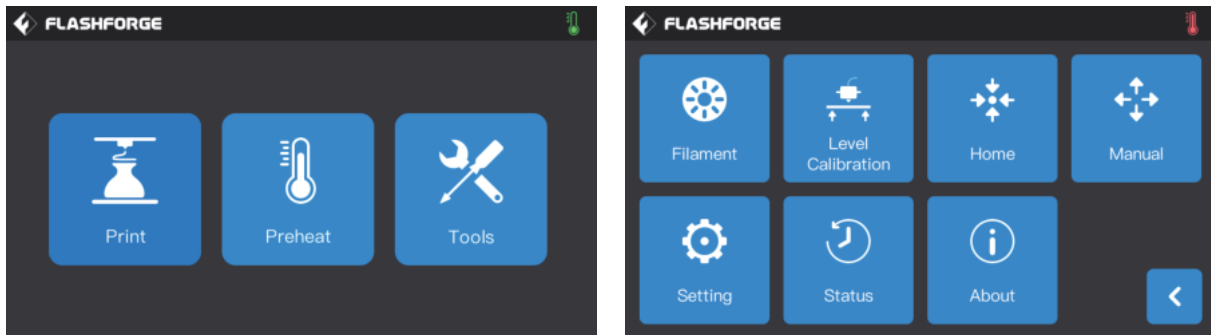 FLASHFORGE
Print
Preheat
Tools
FLASHFORGE
Filament
Level
Calibration
Home
Manual
Setting
Status
About